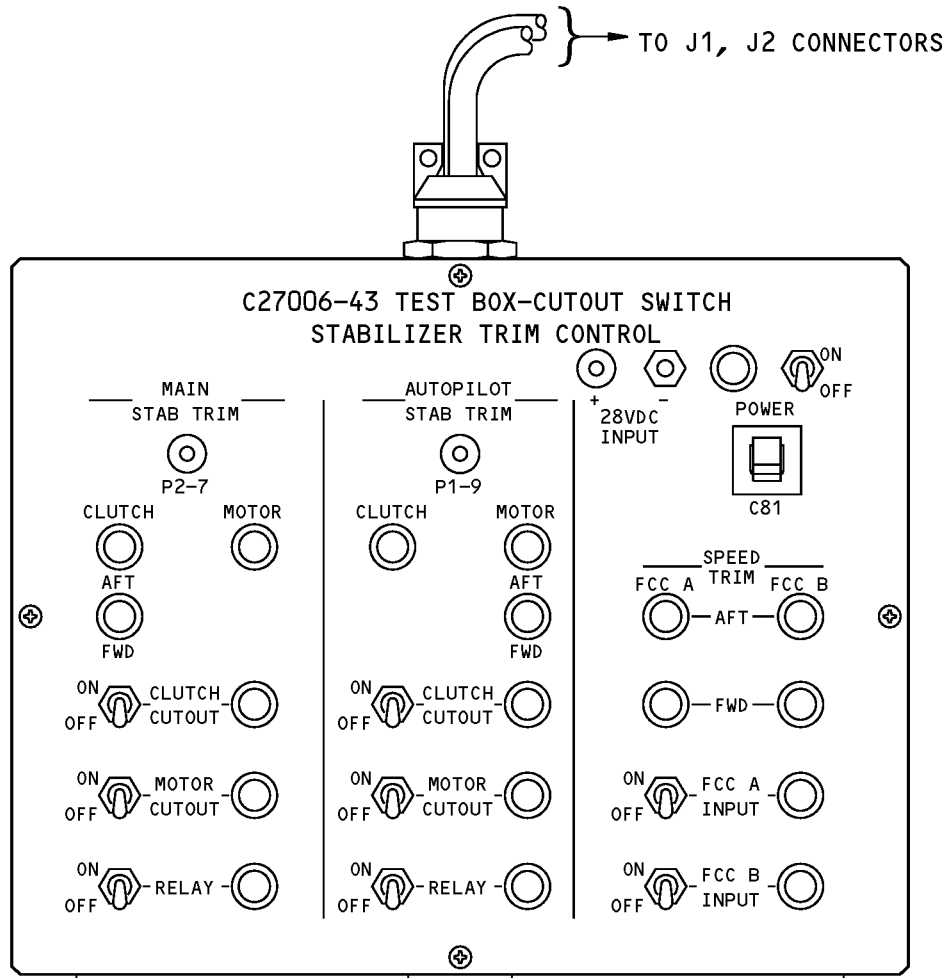 TO J1, J2 CONNECTORS
C27006-43 TEST BOX-CUTOUT SWITCH
STABILIZER TRIM CONTROL
ON
OFF
+ -
28VDC
INPUT
POWER
C81
MAIN
STAB TRIM
P2-7
CLUTCH MOTOR
AFT
FWD
ON
OFF
CLUTCH
CUTOUT
ON
OFF
MOTOR
CUTOUT
ON
OFF
RELAY
AUTOPILOT
STAB TRIM
P1-9
CLUTCH MOTOR
AFT
FWD
ON
OFF
CLUTCH
CUTOUT
ON
OFF
MOTOR
CUTOUT
ON
OFF
RELAY
SPEED
TRIM
FCC A FCC B
AFT
FWD
ON
OFF
FCC A
INPUT
ON
OFF
FCC B
INPUT